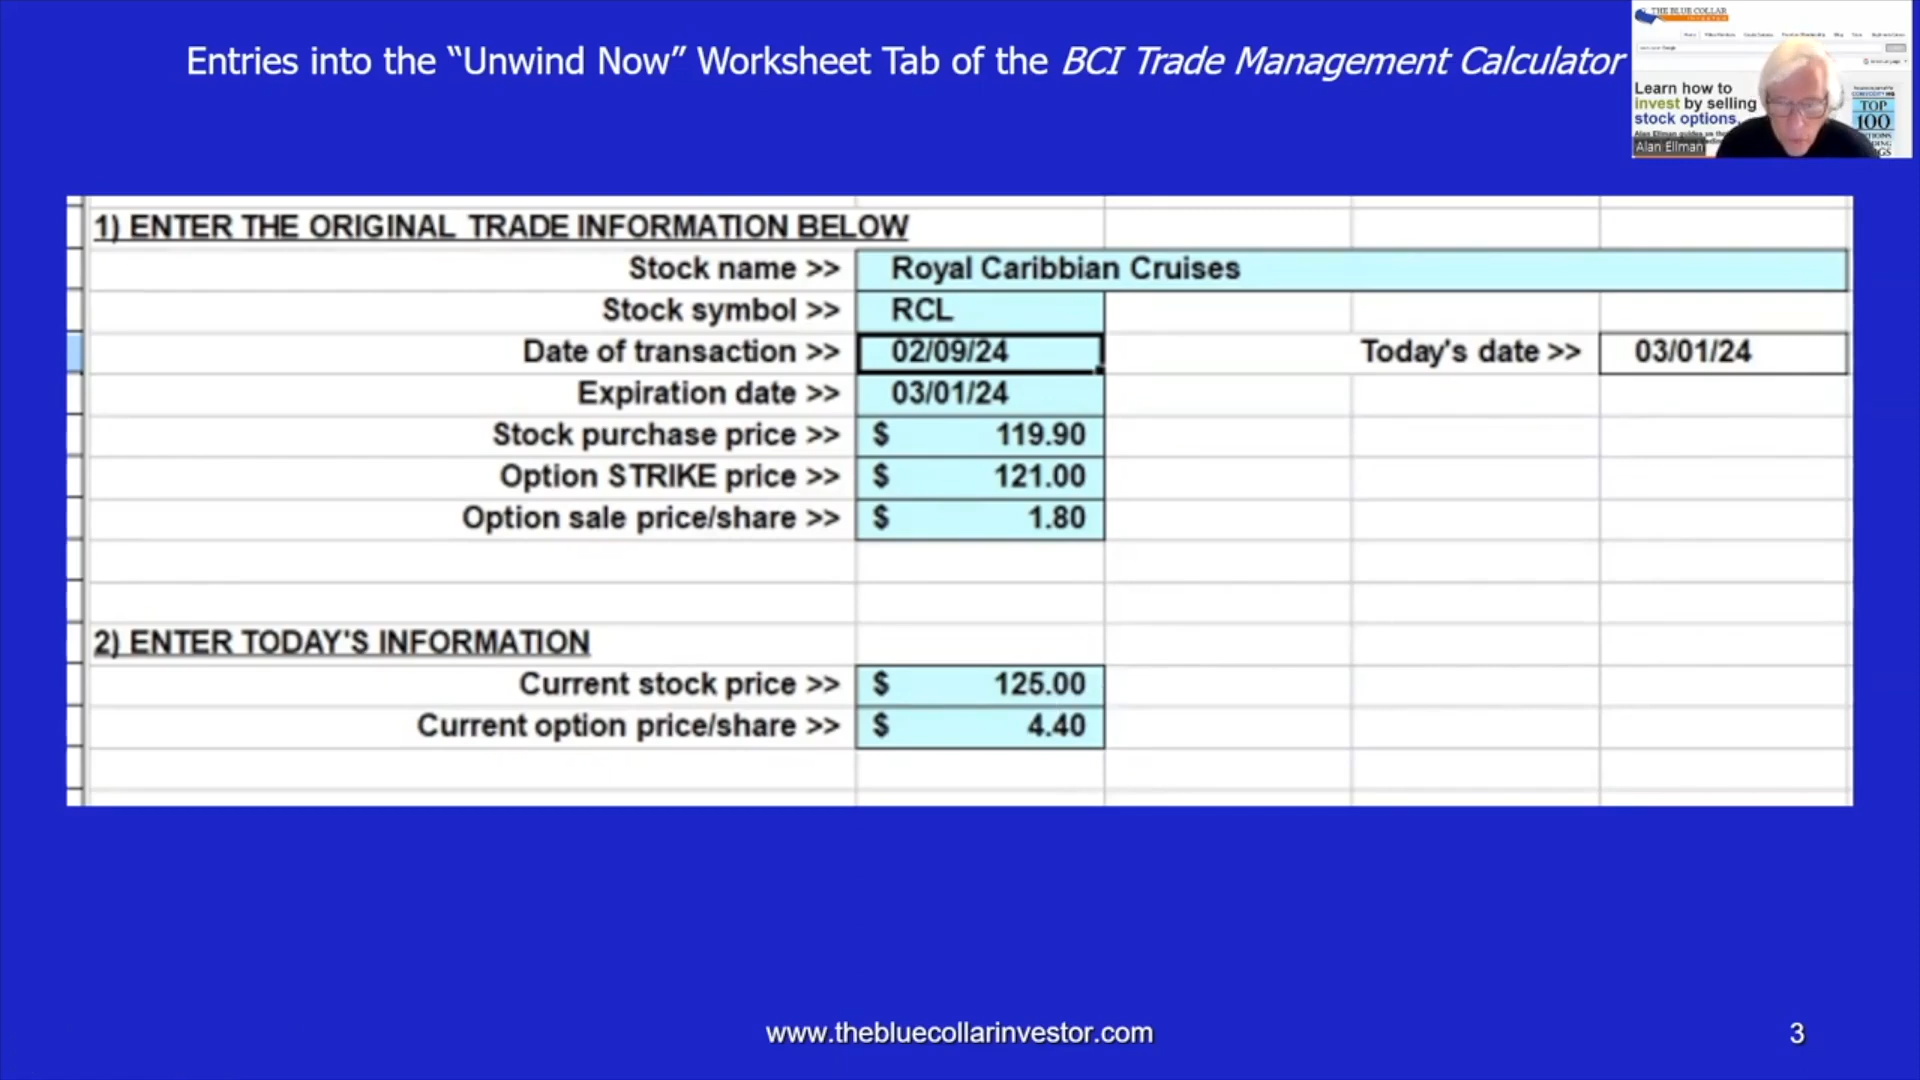 Entries into the “Unwind Now” Worksheet Tab of the BCI Trade Management Calculator
THE BLUE COLLAR
INVESTOR
Learn how to
invest by selling
stock options.
TOP
100
Alan Ellman
1) ENTER THE ORIGINAL TRADE INFORMATION BELOW
Stock name >> Royal Caribbian Cruises
Stock symbol >> RCL
Date of transaction >> 02/09/24 Today's date >> 03/01/24
Expiration date >> 03/01/24
Stock purchase price >> $ 119.90
Option STRIKE price >> $ 121.00
Option sale price/share >> $ 1.80
2) ENTER TODAY'S INFORMATION
Current stock price >> $ 125.00
Current option price/share >> $ 4.40
www.thebluecollarinvestor.com
3